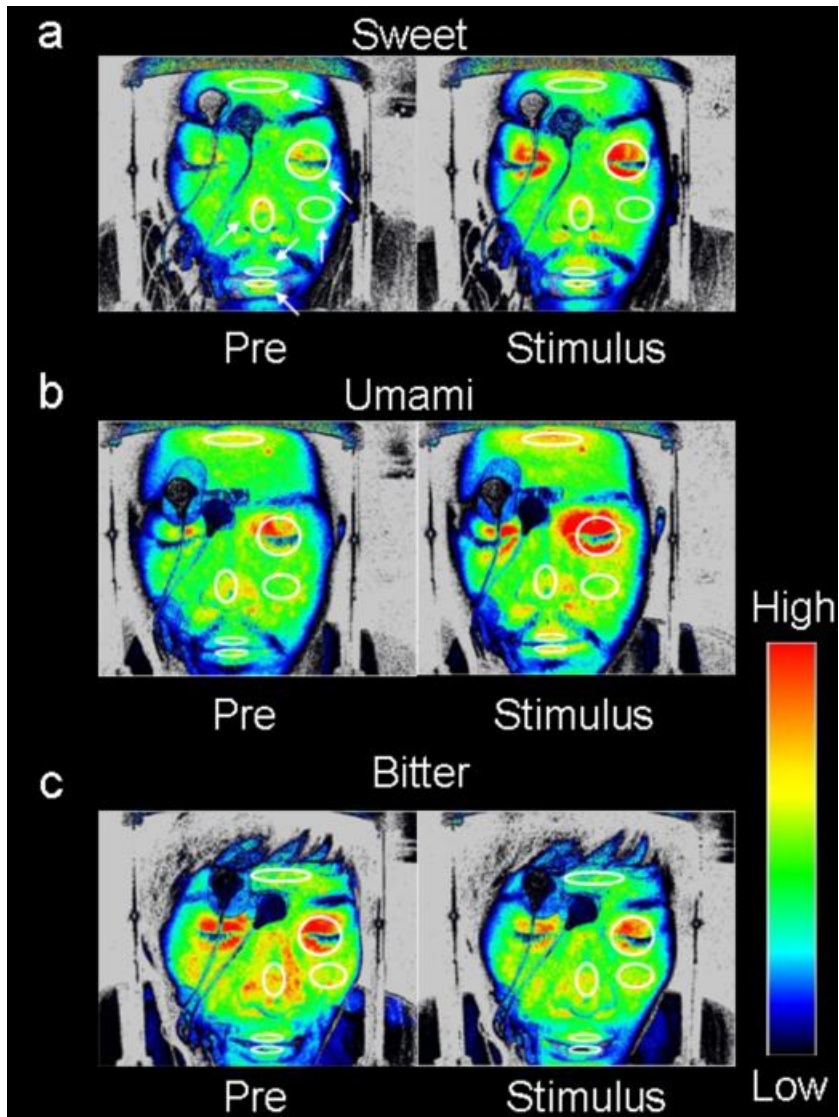 a
Sweet
Pre
Stimulus
b
Umami
Pre
Stimulus
High
c
Bitter
Pre
Stimulus
Low